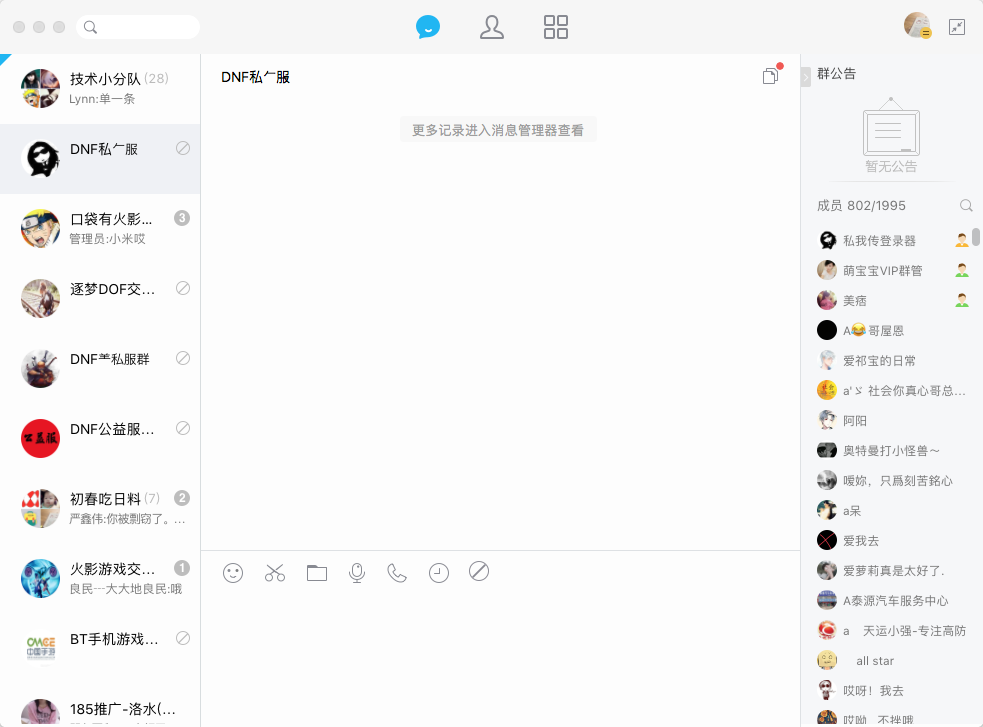 技术小分队 (28)
Lynn:单一条
DNF私𠂉服
口袋有火影... 3
管理员:小米哎
逐梦DOF交...
DNF龷私服群
DNF公益服...
初春吃日料 (7) 2
严鑫伟:你被剽窃了。...
火影游戏交... 1
良民┄大大地良民:哦
BT手机游戏...
185推广-洛水(...
DNF私𠂉服
更多记录进入消息管理器查看
群公告
暂无公告
成员 802/1995
私我传登录器
萌宝宝VIP群管
美痞
A😂哥屋恩
爱祁宝的日常
a'ゞ 社会你真心哥总...
阿阳
奥特曼打小怪兽～
嗳妳，只爲刻苦銘心
a呆
爱我去
爱萝莉真是太好了.
A泰源汽车服务中心
a 天运小强-专注高防
all star
哎呀！我去
哎呦，不挫哦